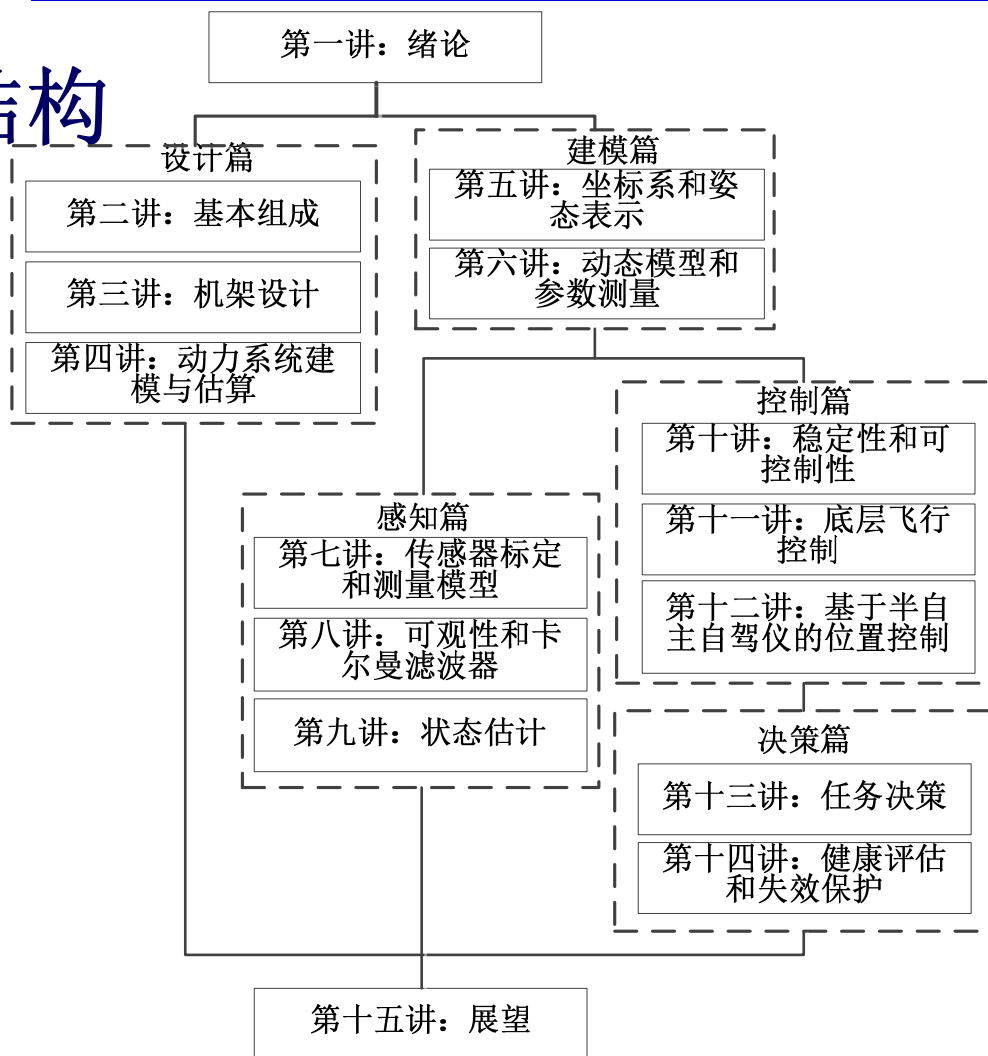 第一讲：绪论
结构
设计篇
第二讲：基本组成
第三讲：机架设计
第四讲：动力系统建
模与估算
建模篇
第五讲：坐标系和姿
态表示
第六讲：动态模型和
参数测量
感知篇
第七讲：传感器标定
和测量模型
第八讲：可观性和卡
尔曼滤波器
第九讲：状态估计
控制篇
第十讲：稳定性和可
控制性
第十一讲：底层飞行
控制
第十二讲：基于半自
主自驾仪的位置控制
决策篇
第十三讲：任务决策
第十四讲：健康评估
和失效保护
第十五讲：展望